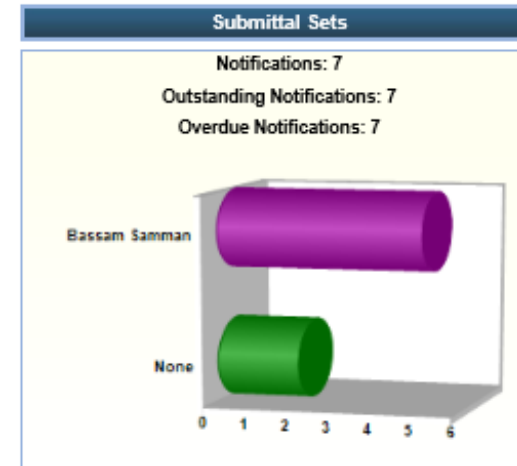 Submittal Sets
Notifications: 7
Outstanding Notifications: 7
Overdue Notifications: 7
Bassam Samman
None
0 1 2 3 4 5 6